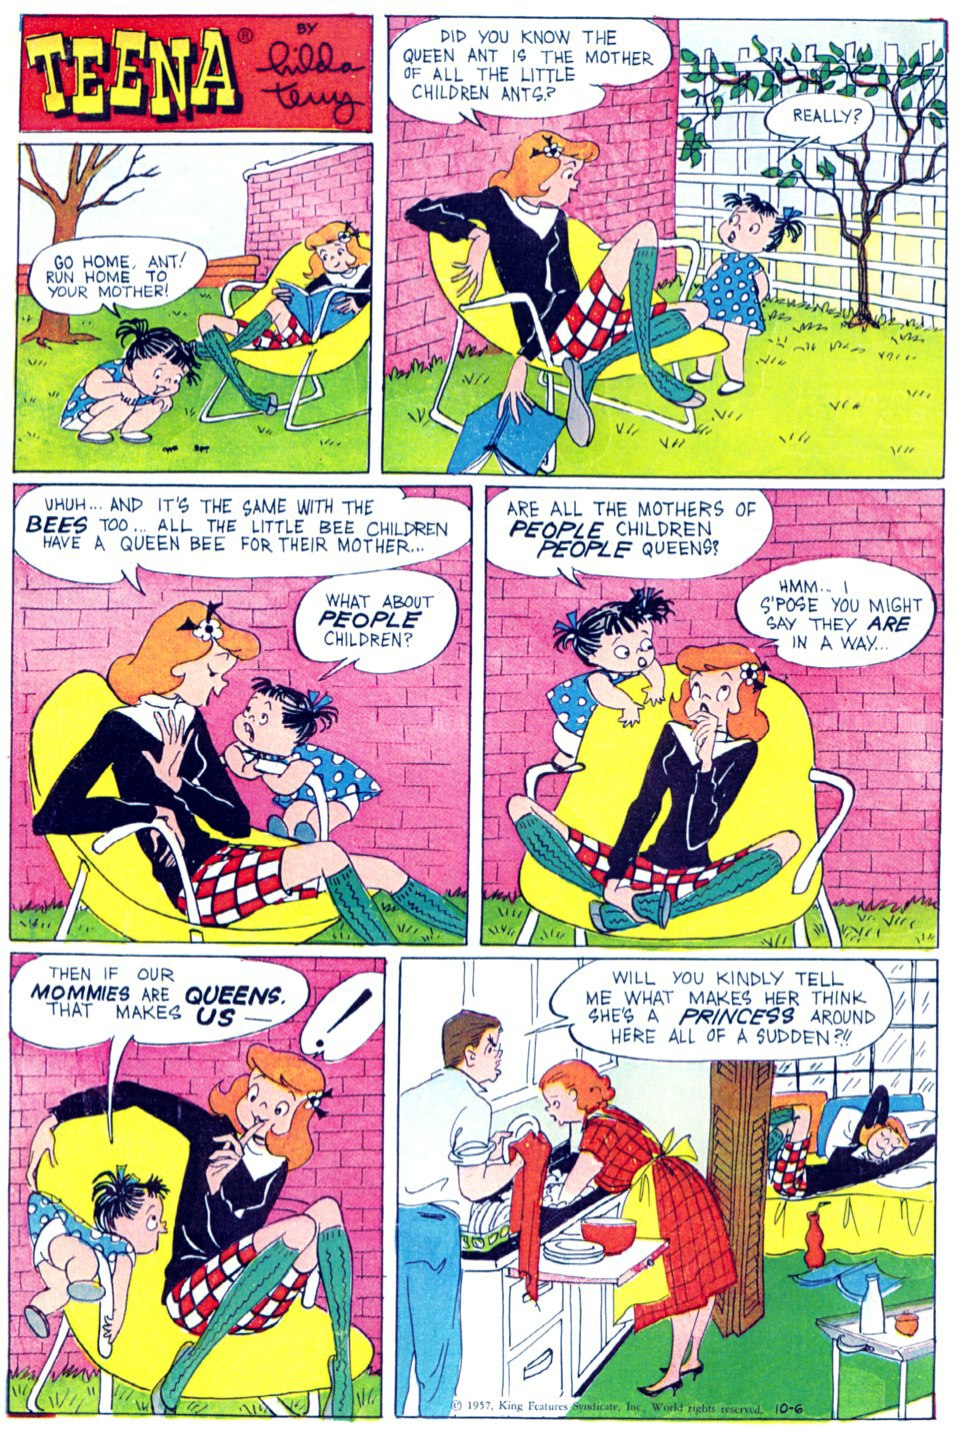 TEENA®
BY
hilda
terry
GO HOME, ANT!
RUN HOME TO
YOUR MOTHER!
DID YOU KNOW THE
QUEEN ANT IS THE MOTHER
OF ALL THE LITTLE
CHILDREN ANTS?
REALLY?
UHUH... AND IT'S THE SAME WITH THE
BEES TOO... ALL THE LITTLE BEE CHILDREN
HAVE A QUEEN BEE FOR THEIR MOTHER...
WHAT ABOUT
PEOPLE
CHILDREN?
ARE ALL THE MOTHERS OF
PEOPLE CHILDREN
PEOPLE QUEENS?
HMM... I
S'POSE YOU MIGHT
SAY THEY ARE
IN A WAY...
THEN IF OUR
MOMMIES ARE QUEENS,
THAT MAKES US—
!
WILL YOU KINDLY TELL
ME WHAT MAKES HER THINK
SHE'S A PRINCESS AROUND
HERE ALL OF A SUDDEN?!!
© 1957, King Features Syndicate, Inc., World rights reserved. 10-6